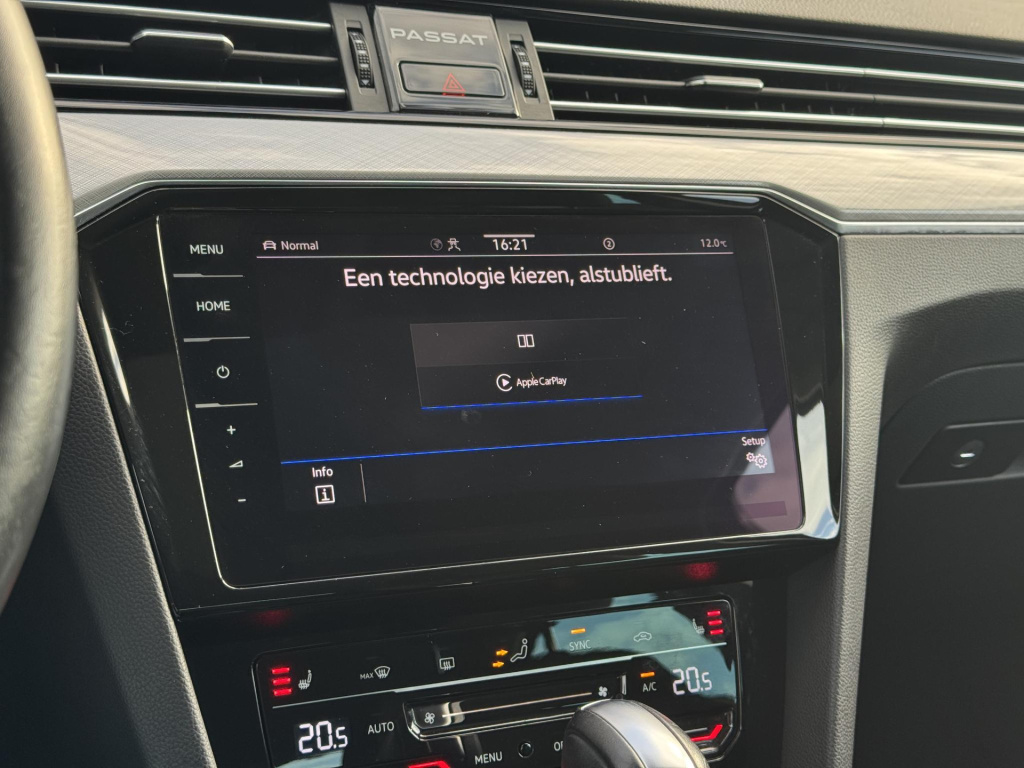 PASSAT
MENU
HOME
+
-
Normal
16:21
2
12.0°C
Een technologie kiezen, alstublieft.
▯▯
Apple CarPlay
Info
i
Setup
MAX
SYNC
20.5
AUTO
A/C
20.5
MENU